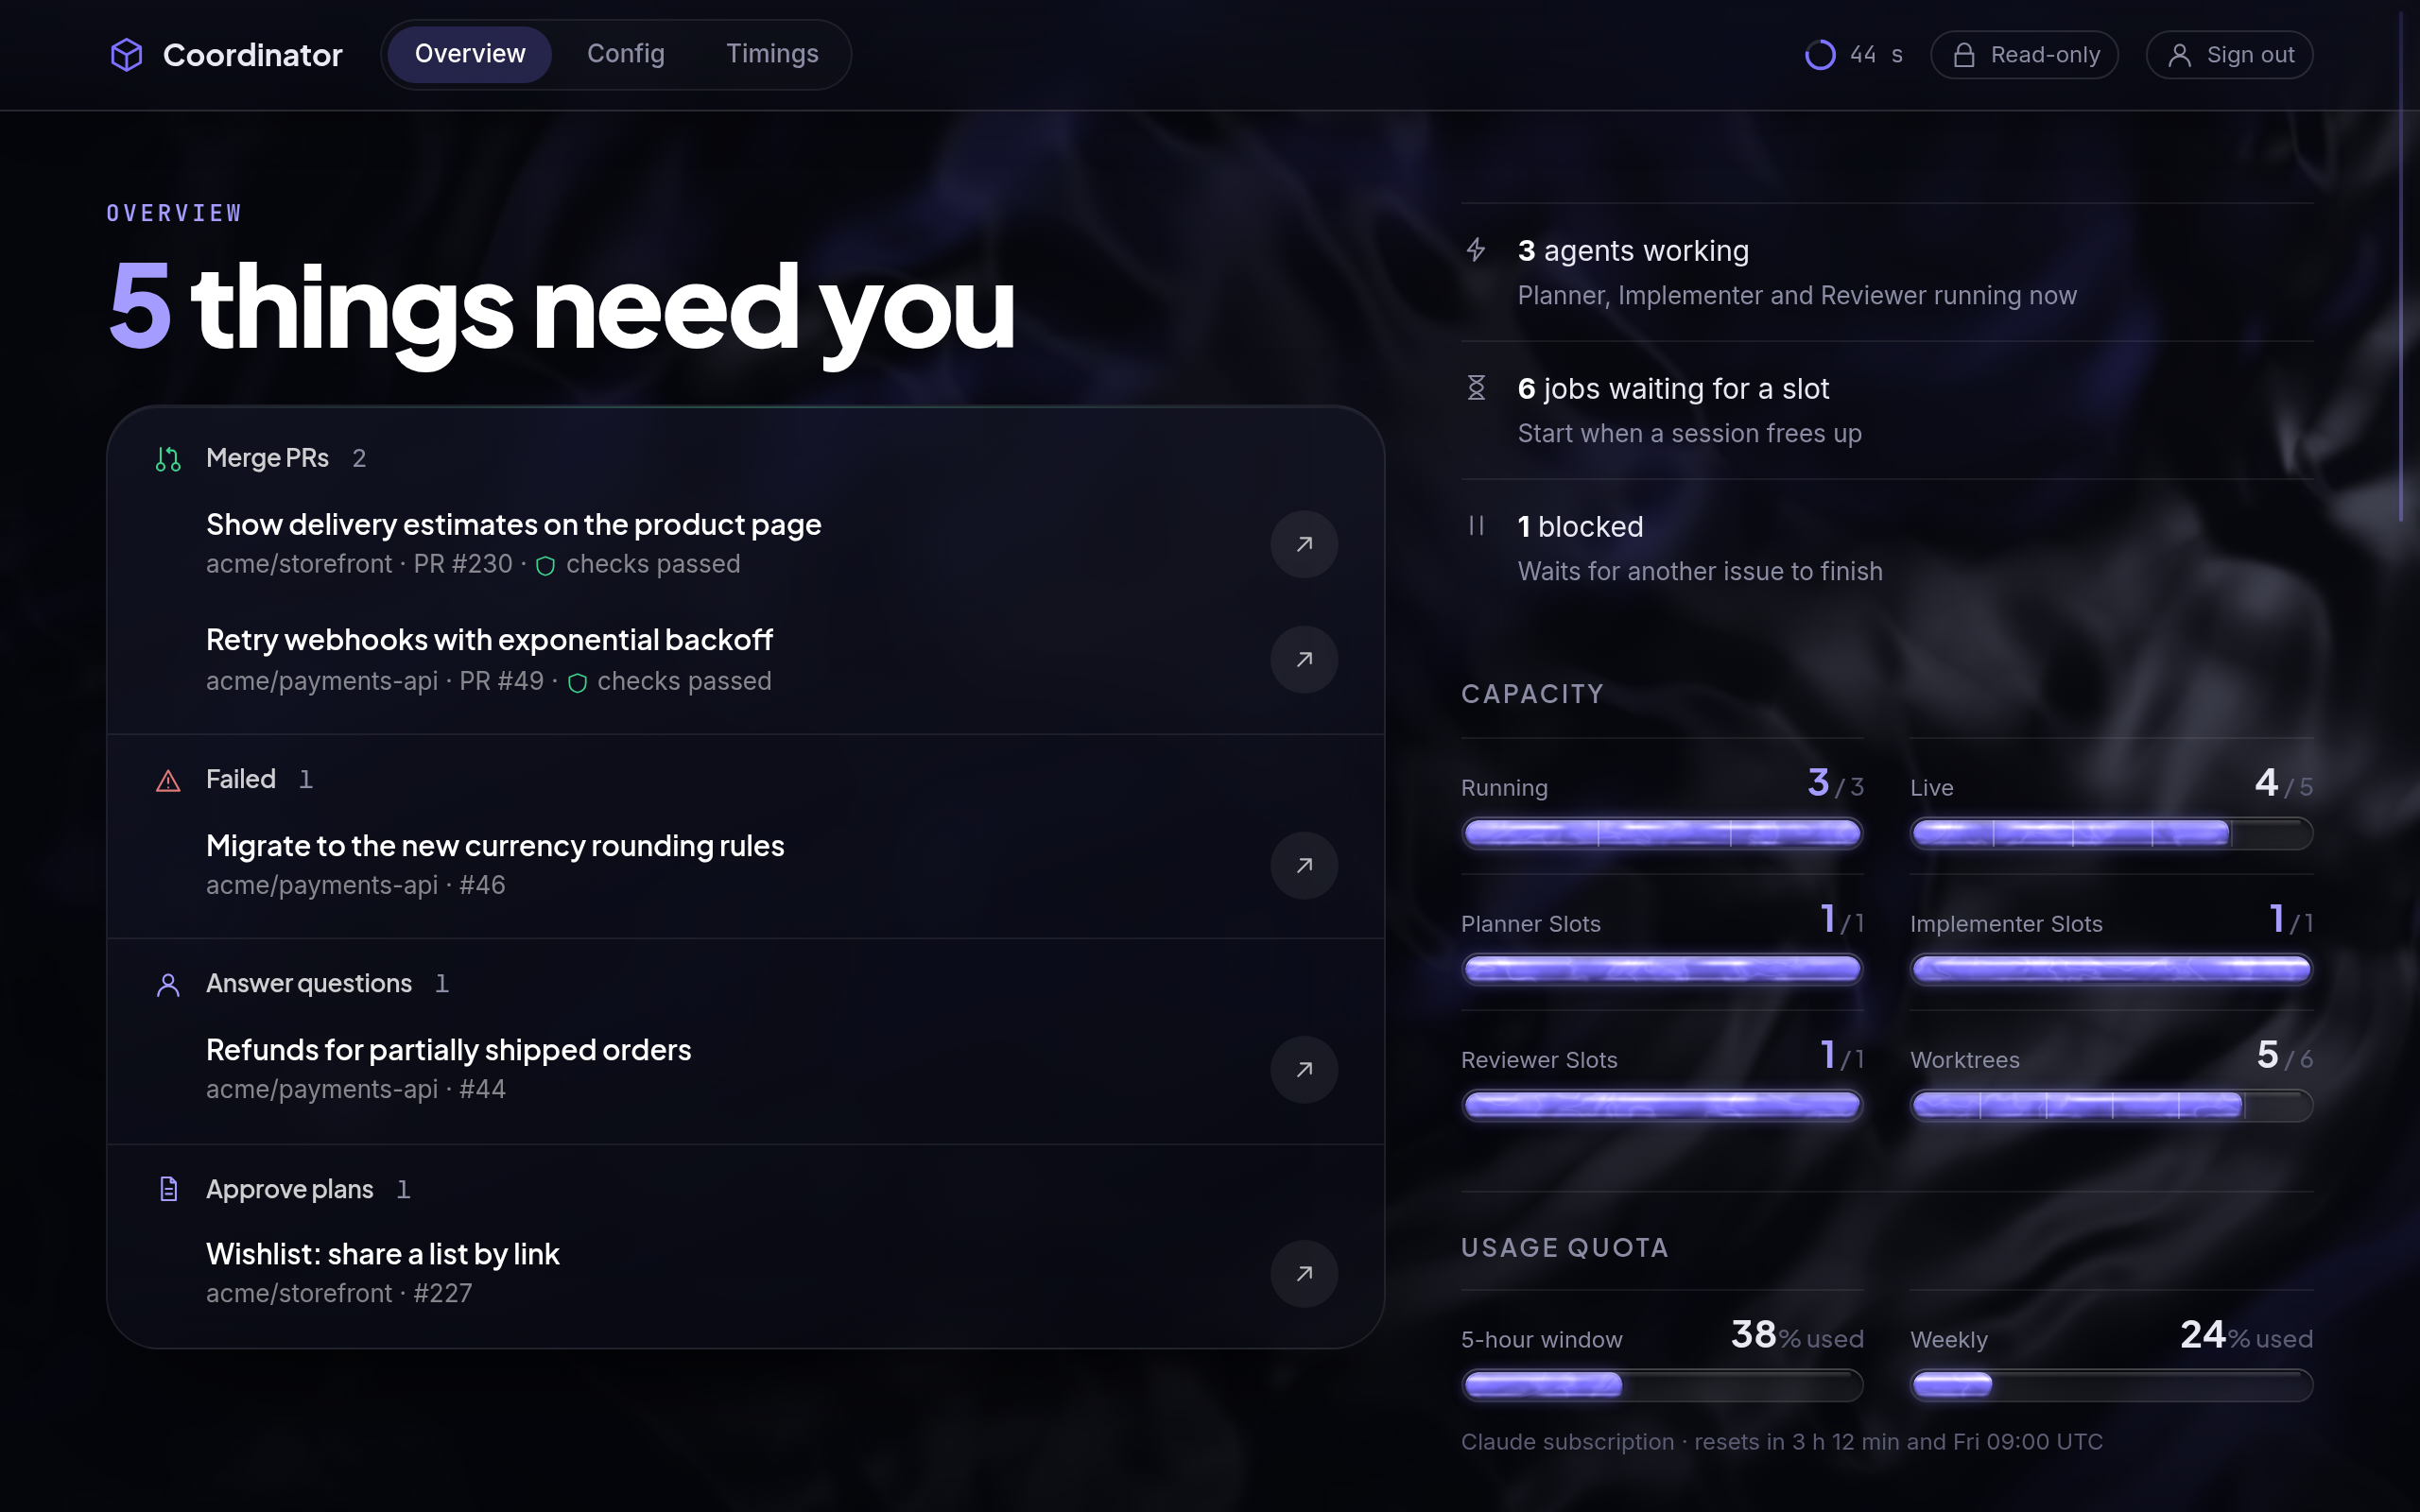 Coordinator
Overview
Config
Timings
44 s
Read-only
Sign out
OVERVIEW
5 things need you
Merge PRs 2
Show delivery estimates on the product page
acme/storefront · PR #230 · checks passed
Retry webhooks with exponential backoff
acme/payments-api · PR #49 · checks passed
Failed 1
Migrate to the new currency rounding rules
acme/payments-api · #46
Answer questions 1
Refunds for partially shipped orders
acme/payments-api · #44
Approve plans 1
Wishlist: share a list by link
acme/storefront · #227
3 agents working
Planner, Implementer and Reviewer running now
6 jobs waiting for a slot
Start when a session frees up
1 blocked
Waits for another issue to finish
CAPACITY
Running 3 / 3
Live 4 / 5
Planner Slots 1 / 1
Implementer Slots 1 / 1
Reviewer Slots 1 / 1
Worktrees 5 / 6
USAGE QUOTA
5-hour window 38% used
Weekly 24% used
Claude subscription · resets in 3 h 12 min and Fri 09:00 UTC